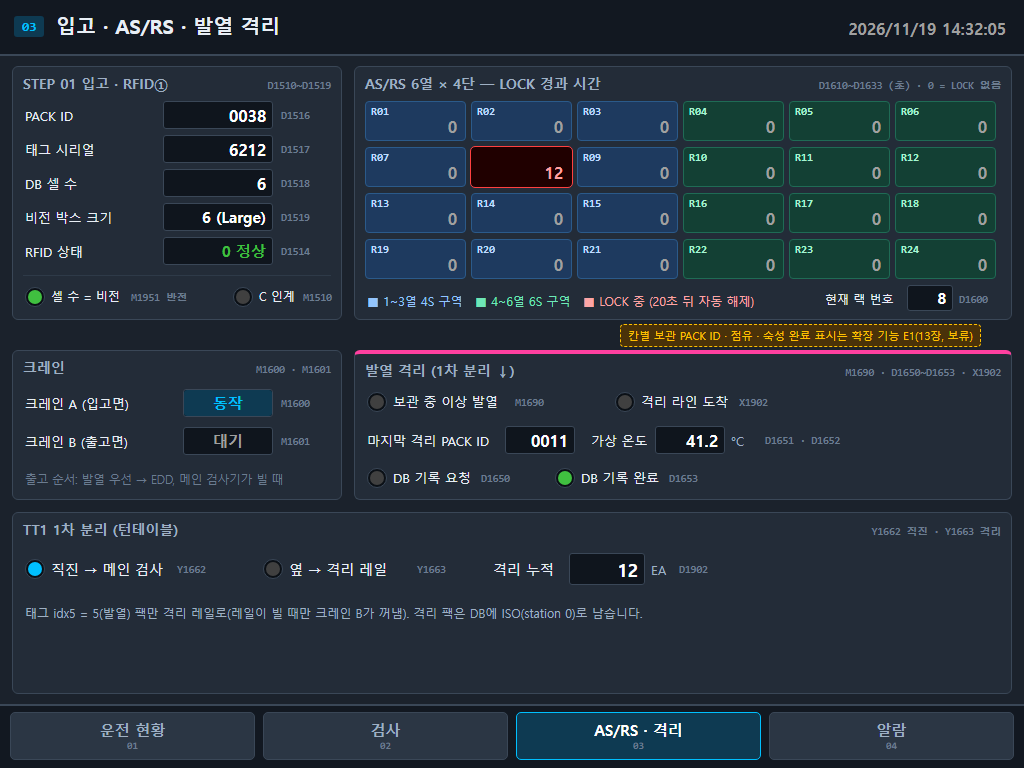 03 입고 · AS/RS · 발열 격리
2026/11/19 14:32:05
STEP 01 입고 · RFID① D1510~D1519
PACK ID 0038 D1516
태그 시리얼 6212 D1517
DB 셀 수 6 D1518
비전 박스 크기 6 (Large) D1519
RFID 상태 0 정상 D1514
셀 수 = 비전 M1951 반전 C 인계 M1510
AS/RS 6열 × 4단 — LOCK 경과 시간 D1610~D1633 (초) · 0 = LOCK 없음
R01 0 R02 0 R03 0 R04 0 R05 0 R06 0
R07 0 12 R09 0 R10 0 R11 0 R12 0
R13 0 R14 0 R15 0 R16 0 R17 0 R18 0
R19 0 R20 0 R21 0 R22 0 R23 0 R24 0
1~3열 4S 구역 4~6열 6S 구역 LOCK 중 (20초 뒤 자동 해제) 현재 랙 번호 8 D1600
칸별 보관 PACK ID · 점유 · 숙성 완료 표시는 확장 기능 E1(13장, 보류)
크레인 M1600 · M1601
크레인 A (입고면) 동작 M1600
크레인 B (출고면) 대기 M1601
출고 순서: 발열 우선 → EDD, 메인 검사기가 빌 때
발열 격리 (1차 분리 ↓) M1690 · D1650~D1653 · X1902
보관 중 이상 발열 M1690 격리 라인 도착 X1902
마지막 격리 PACK ID 0011 가상 온도 41.2 °C D1651 · D1652
DB 기록 요청 D1650 DB 기록 완료 D1653
TT1 1차 분리 (턴테이블) Y1662 직진 · Y1663 격리
직진 → 메인 검사 Y1662 옆 → 격리 레일 Y1663 격리 누적 12 EA D1902
태그 idx5 = 5(발열) 팩만 격리 레일로(레일이 빌 때만 크레인 B가 꺼냄). 격리 팩은 DB에 ISO(station 0)로 남습니다.
운전 현황
01
검사
02
AS/RS · 격리
03
알람
04